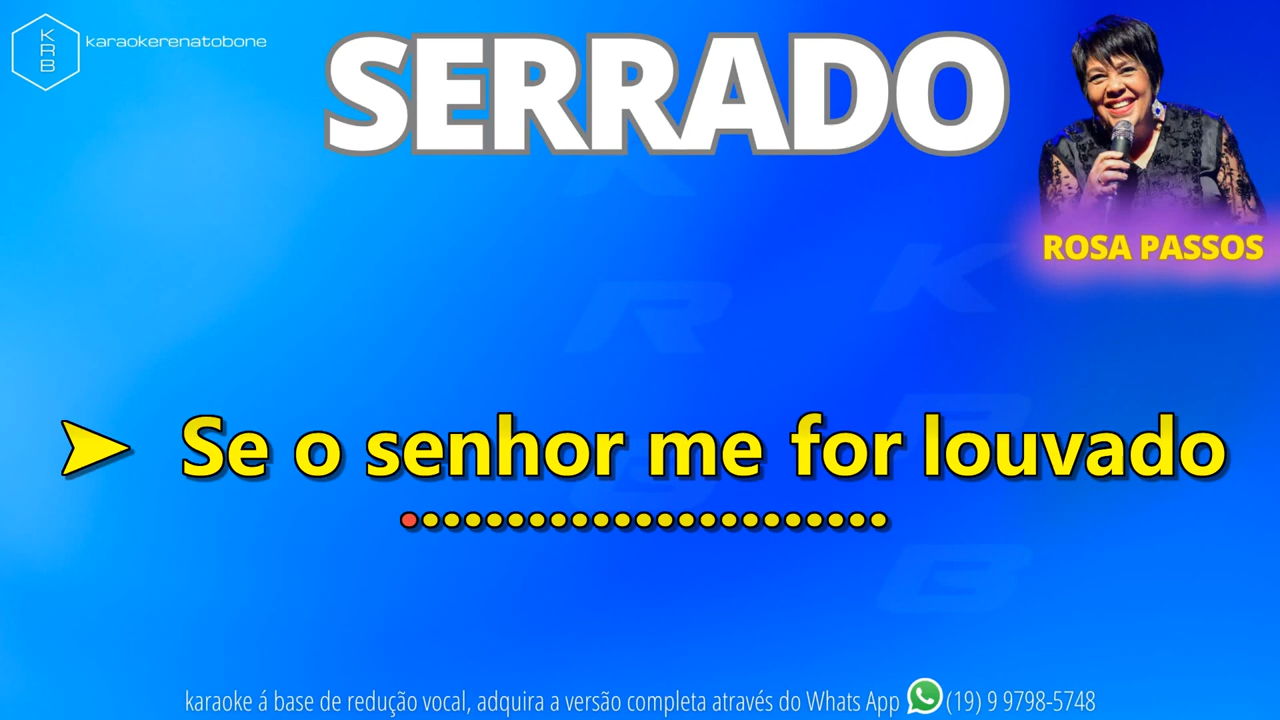 KRB
karaokerenatobone
SERRADO
ROSA PASSOS
K
R
B
K
R
B
➤ Se o senhor me for louvado
karaoke á base de redução vocal, adquira a versão completa através do Whats App (19) 9 9798-5748